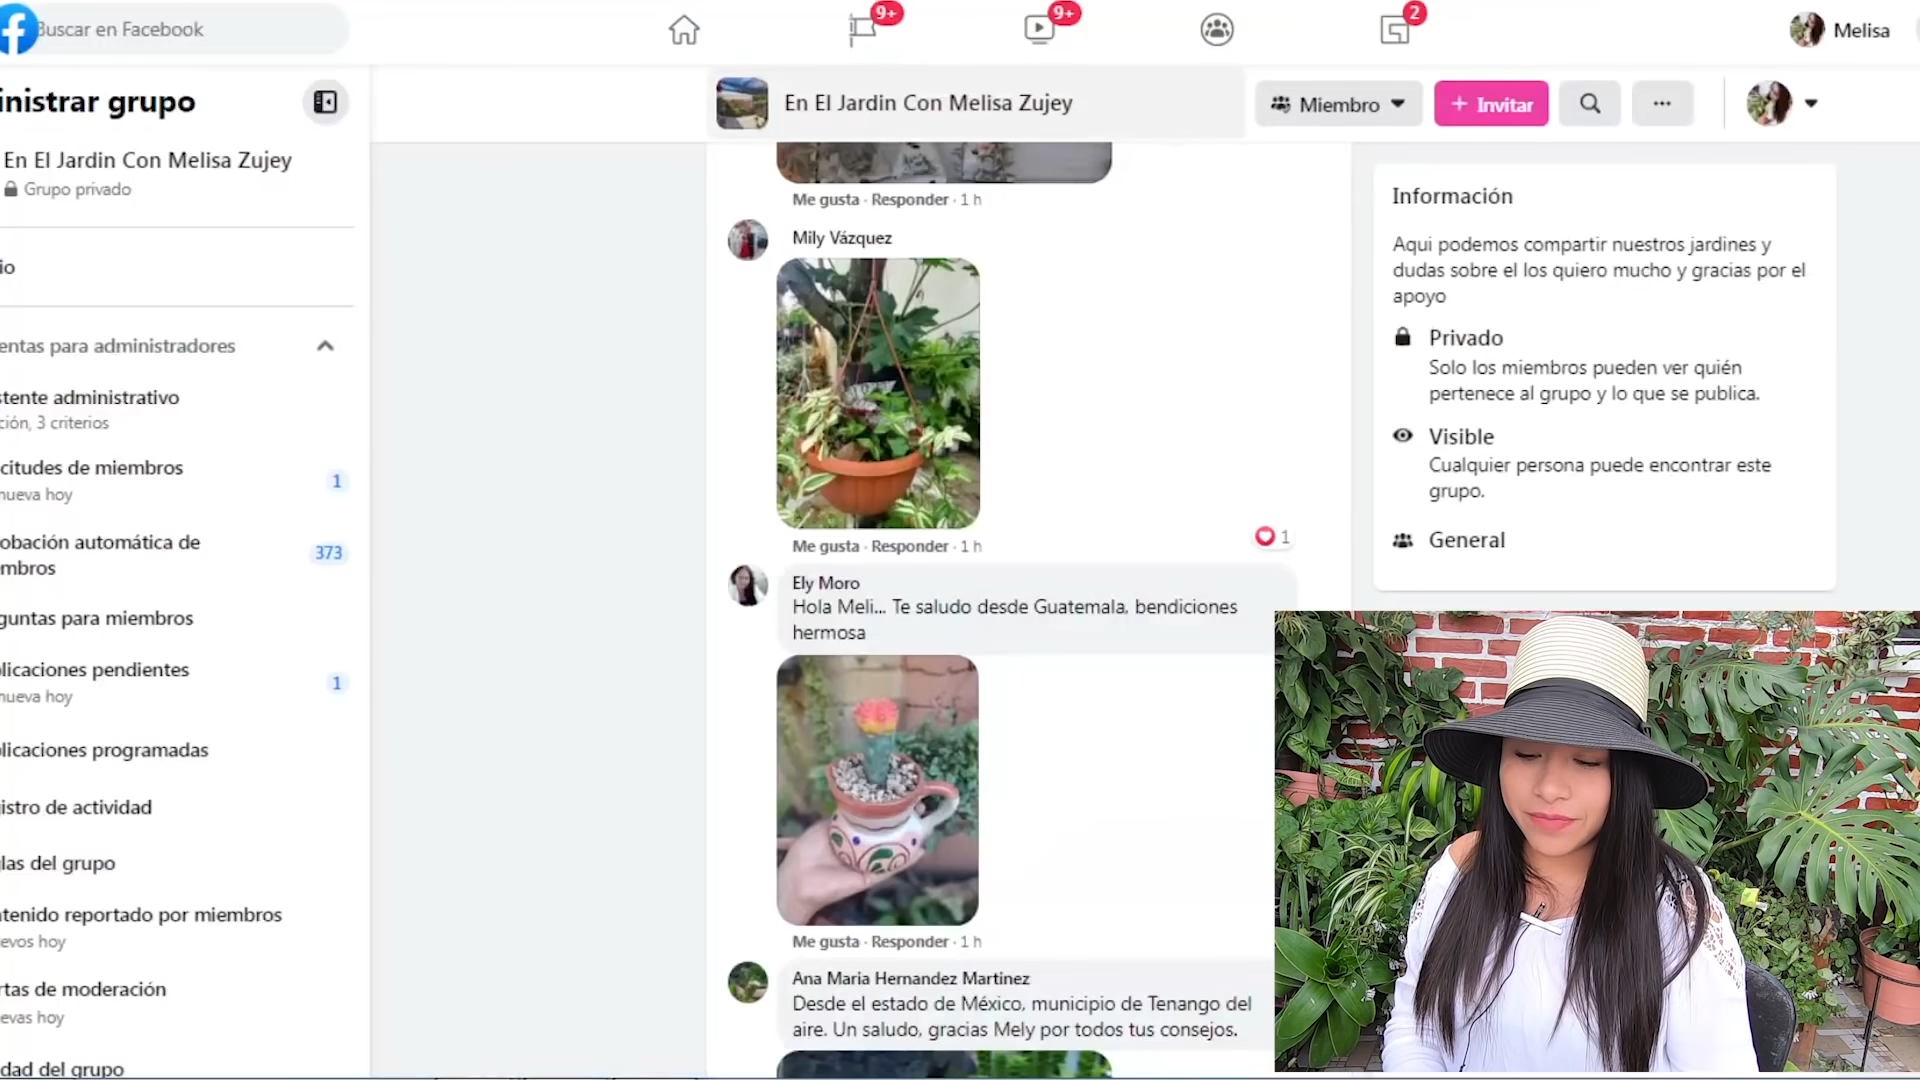 Buscar en Facebook
9+
9+
2
Melisa
inistrar grupo
En El Jardin Con Melisa Zujey
Grupo privado
io
entas para administradores
stente administrativo
ción, 3 criterios
citudes de miembros
nueva hoy
1
obación automática de
mbros
373
guntas para miembros
licaciones pendientes
nueva hoy
1
licaciones programadas
istro de actividad
las del grupo
tenido reportado por miembros
evos hoy
rtas de moderación
evas hoy
dad del grupo
En El Jardin Con Melisa Zujey
Miembro
+ Invitar
Me gusta · Responder · 1 h
Mily Vázquez
Me gusta · Responder · 1 h
1
Ely Moro
Hola Meli... Te saludo desde Guatemala, bendiciones
hermosa
Me gusta · Responder · 1 h
Ana Maria Hernandez Martinez
Desde el estado de México, municipio de Tenango del
aire. Un saludo, gracias Mely por todos tus consejos.
Información
Aqui podemos compartir nuestros jardines y
dudas sobre el los quiero mucho y gracias por el
apoyo
Privado
Solo los miembros pueden ver quién
pertenece al grupo y lo que se publica.
Visible
Cualquier persona puede encontrar este
grupo.
General